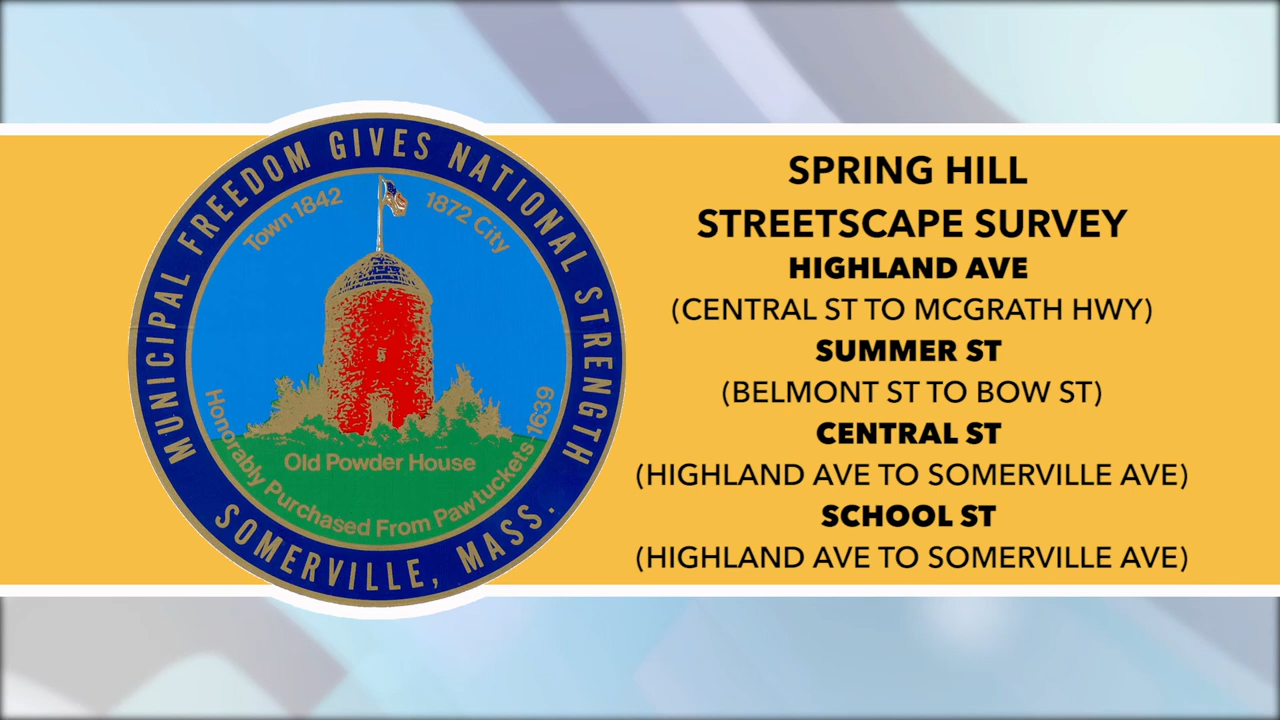 MUNICIPAL FREEDOM GIVES NATIONAL STRENGTH
Town 1842
1872 City
Old Powder House
Honorably Purchased From Pawtuckets 1639
SOMERVILLE, MASS.
SPRING HILL
STREETSCAPE SURVEY
HIGHLAND AVE
(CENTRAL ST TO MCGRATH HWY)
SUMMER ST
(BELMONT ST TO BOW ST)
CENTRAL ST
(HIGHLAND AVE TO SOMERVILLE AVE)
SCHOOL ST
(HIGHLAND AVE TO SOMERVILLE AVE)